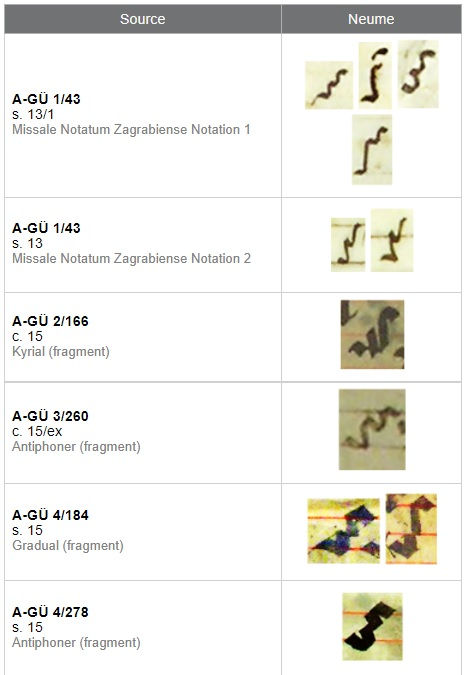 Source Neume
A-GÜ 1/43
s. 13/1
Missale Notatum Zagrabiense Notation 1
A-GÜ 1/43
s. 13
Missale Notatum Zagrabiense Notation 2
A-GÜ 2/166
c. 15
Kyrial (fragment)
A-GÜ 3/260
c. 15/ex
Antiphoner (fragment)
A-GÜ 4/184
s. 15
Gradual (fragment)
A-GÜ 4/278
s. 15
Antiphoner (fragment)